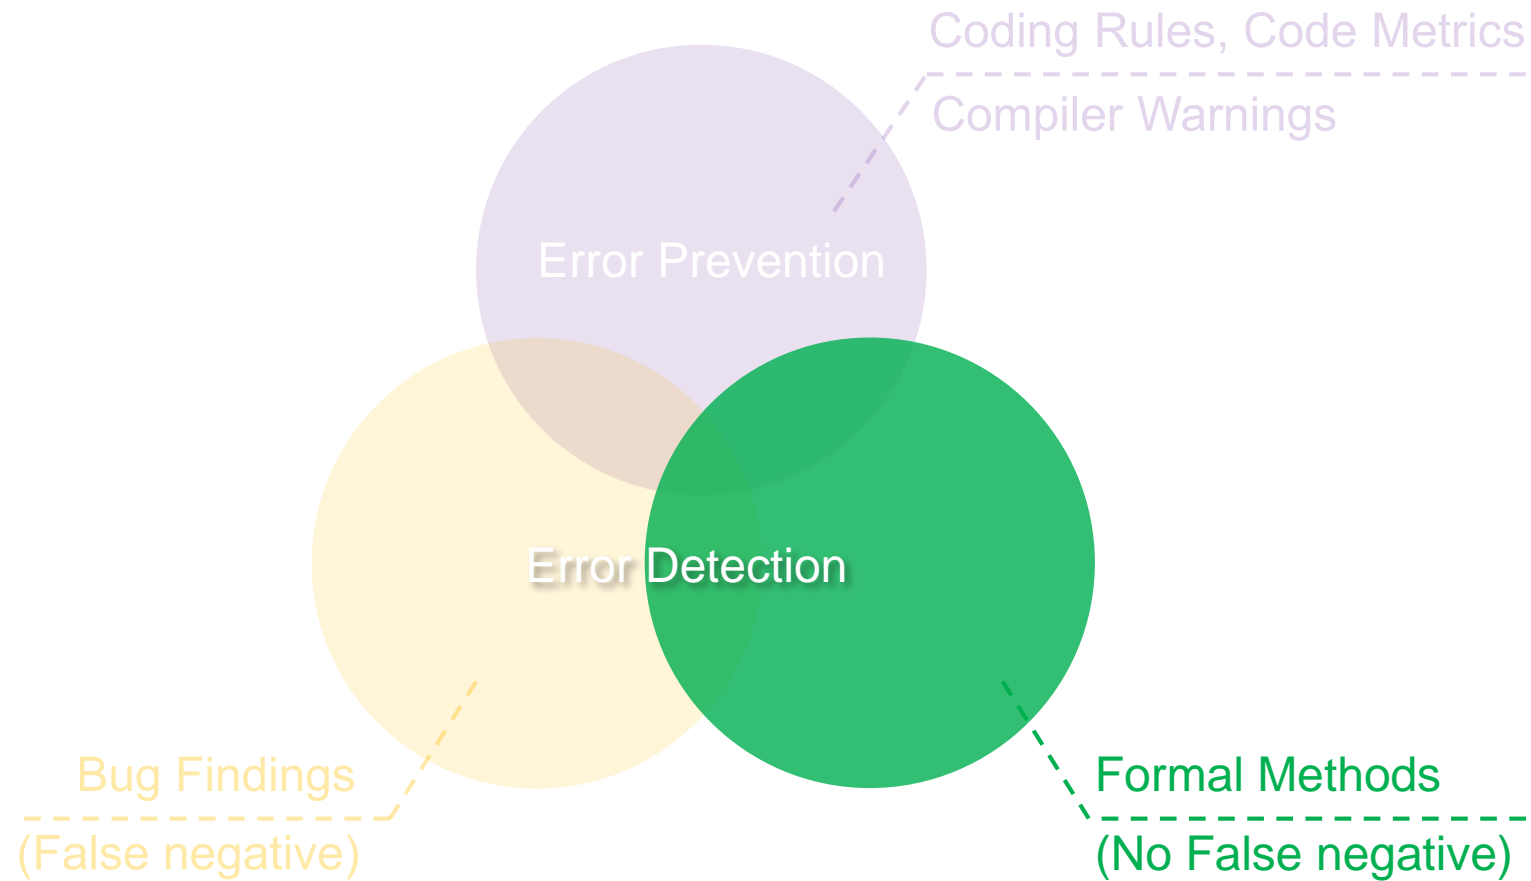 Coding Rules, Code Metrics
Compiler Warnings
Error Prevention
Error Detection
Bug Findings
(False negative)
Formal Methods
(No False negative)